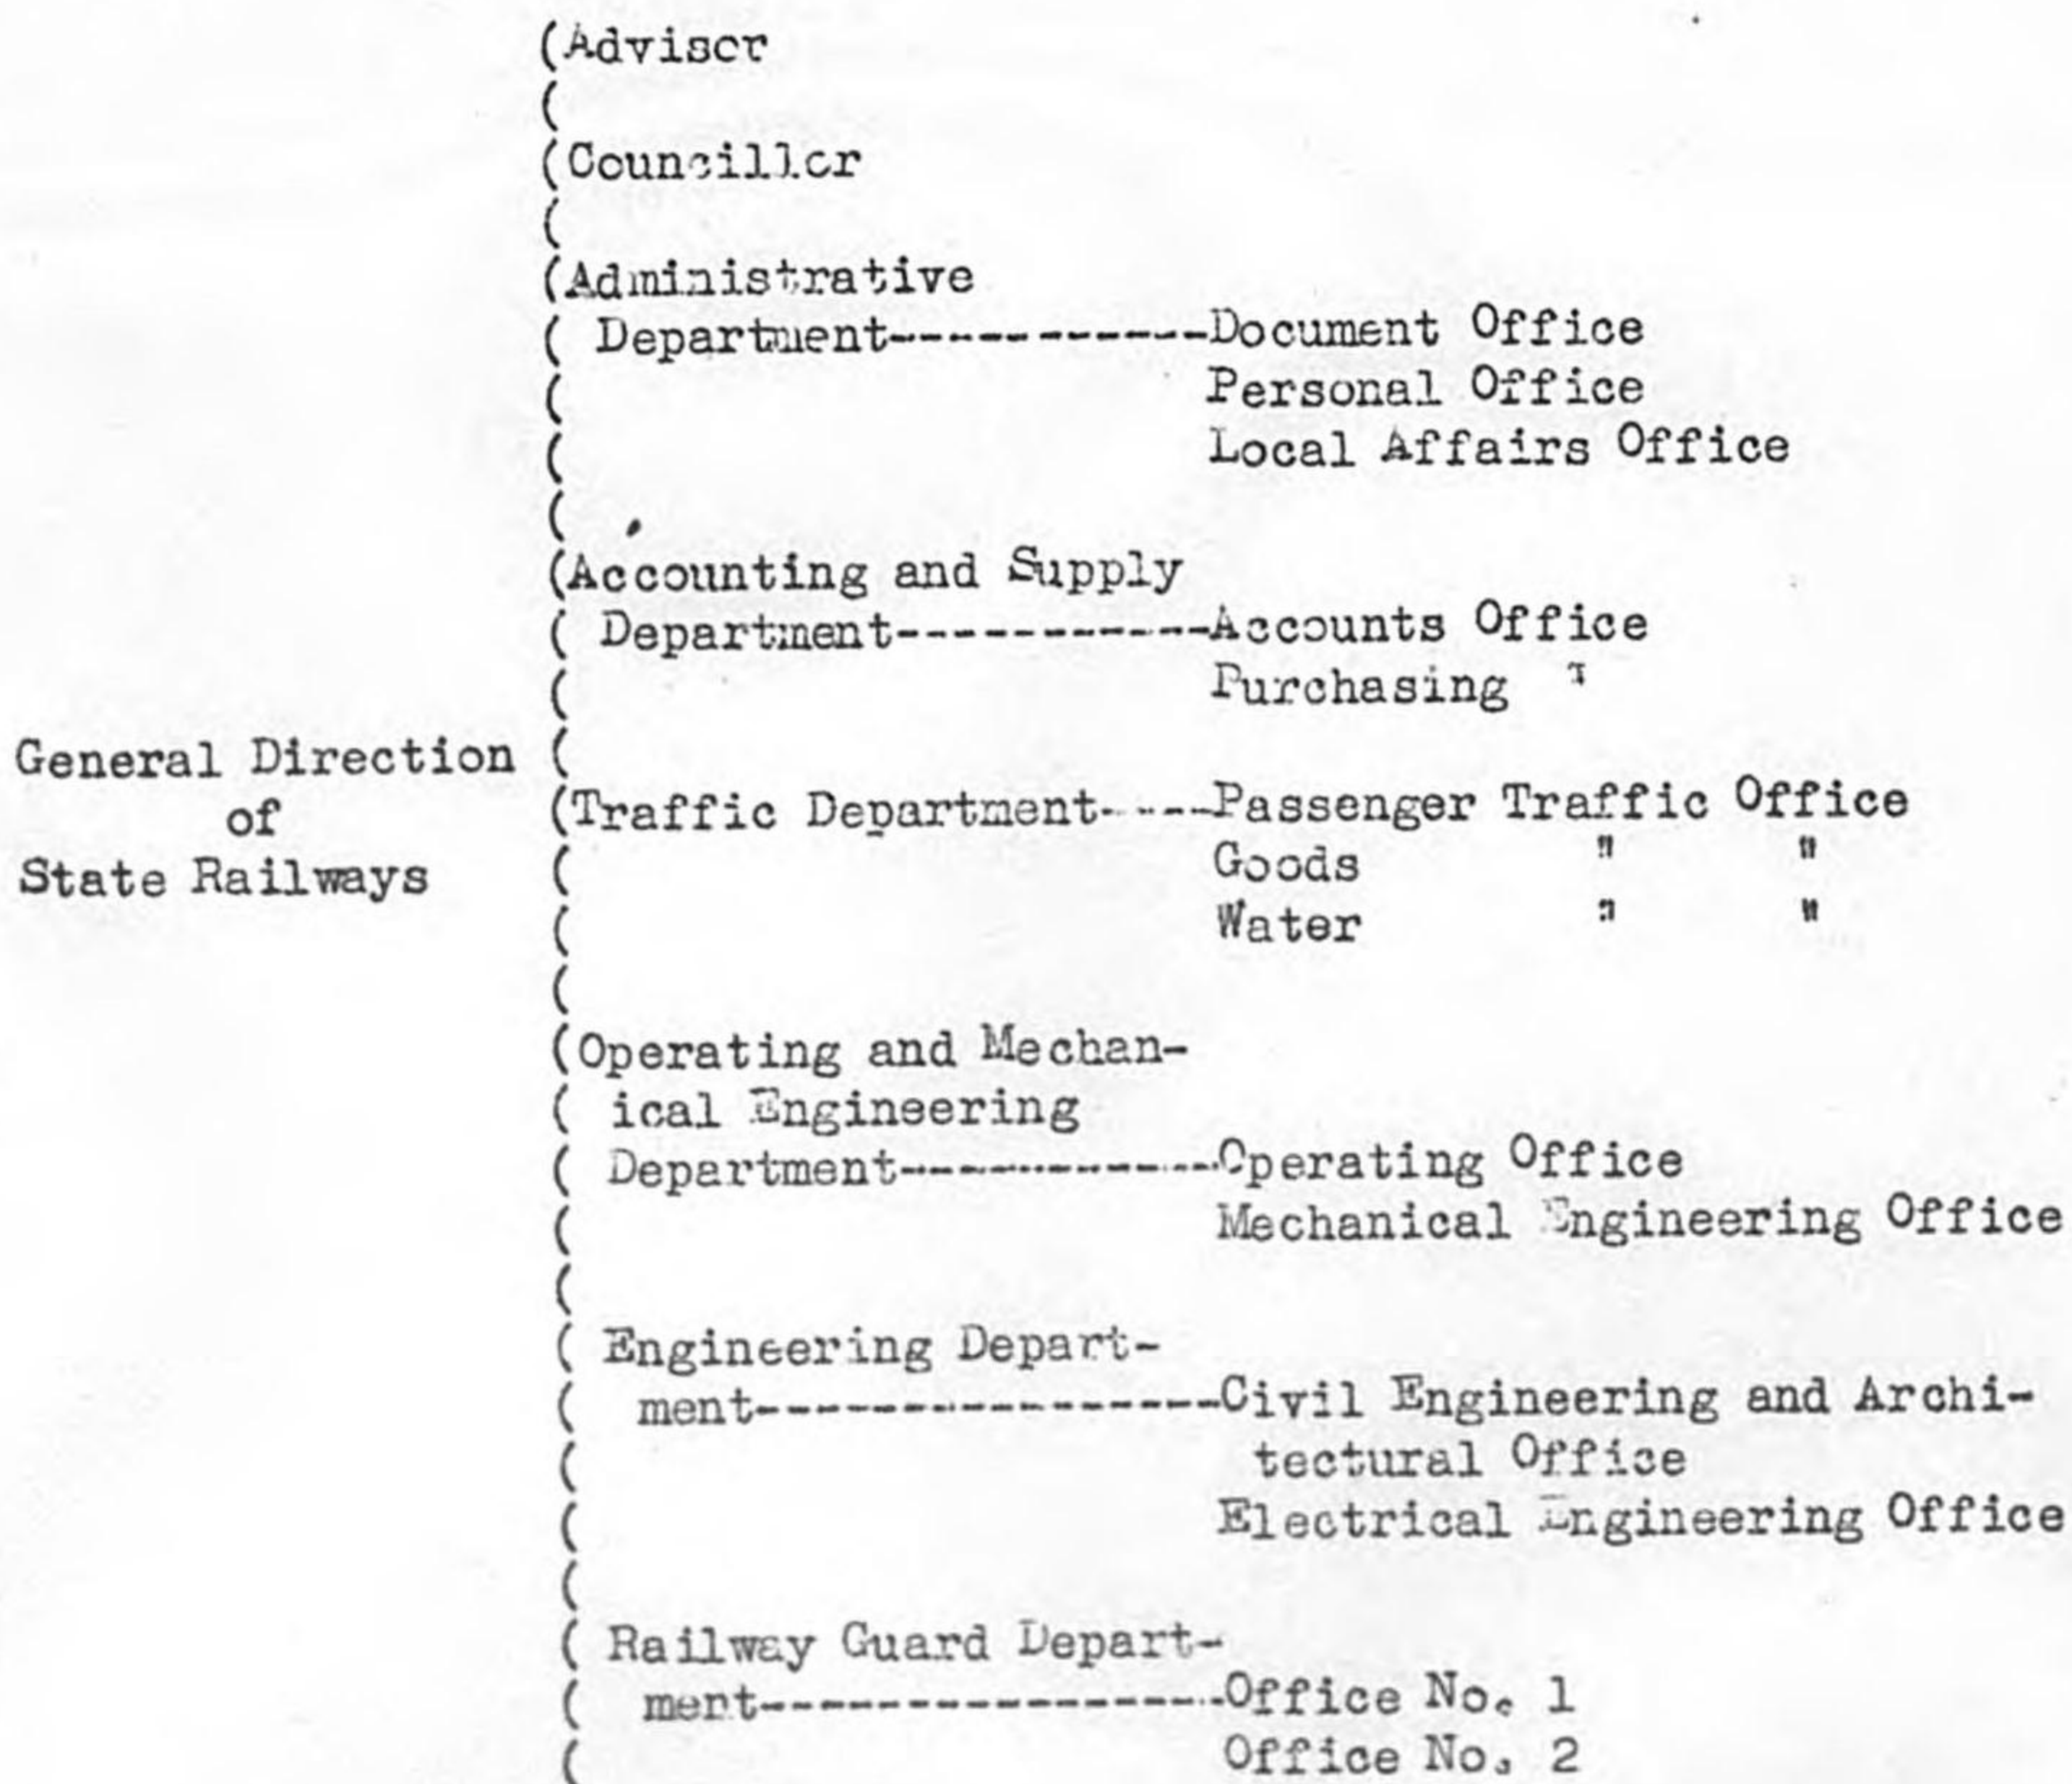 (Adviser
(
(Councillor
(
(Administrative
( Department-----------Document Office
( Personal Office
( Local Affairs Office
(
(Accounting and Supply
( Department-----------Accounts Office
( Purchasing "
General Direction (
of (Traffic Department-----Passenger Traffic Office
State Railways ( Goods " "
( Water " "
(
(Operating and Mechan-
( ical Engineering
( Department-----------Operating Office
( Mechanical Engineering Office
(
( Engineering Depart-
( ment----------------Civil Engineering and Archi-
( tectural Office
( Electrical Engineering Office
(
( Railway Guard Depart-
( ment----------------Office No. 1
( Office No. 2